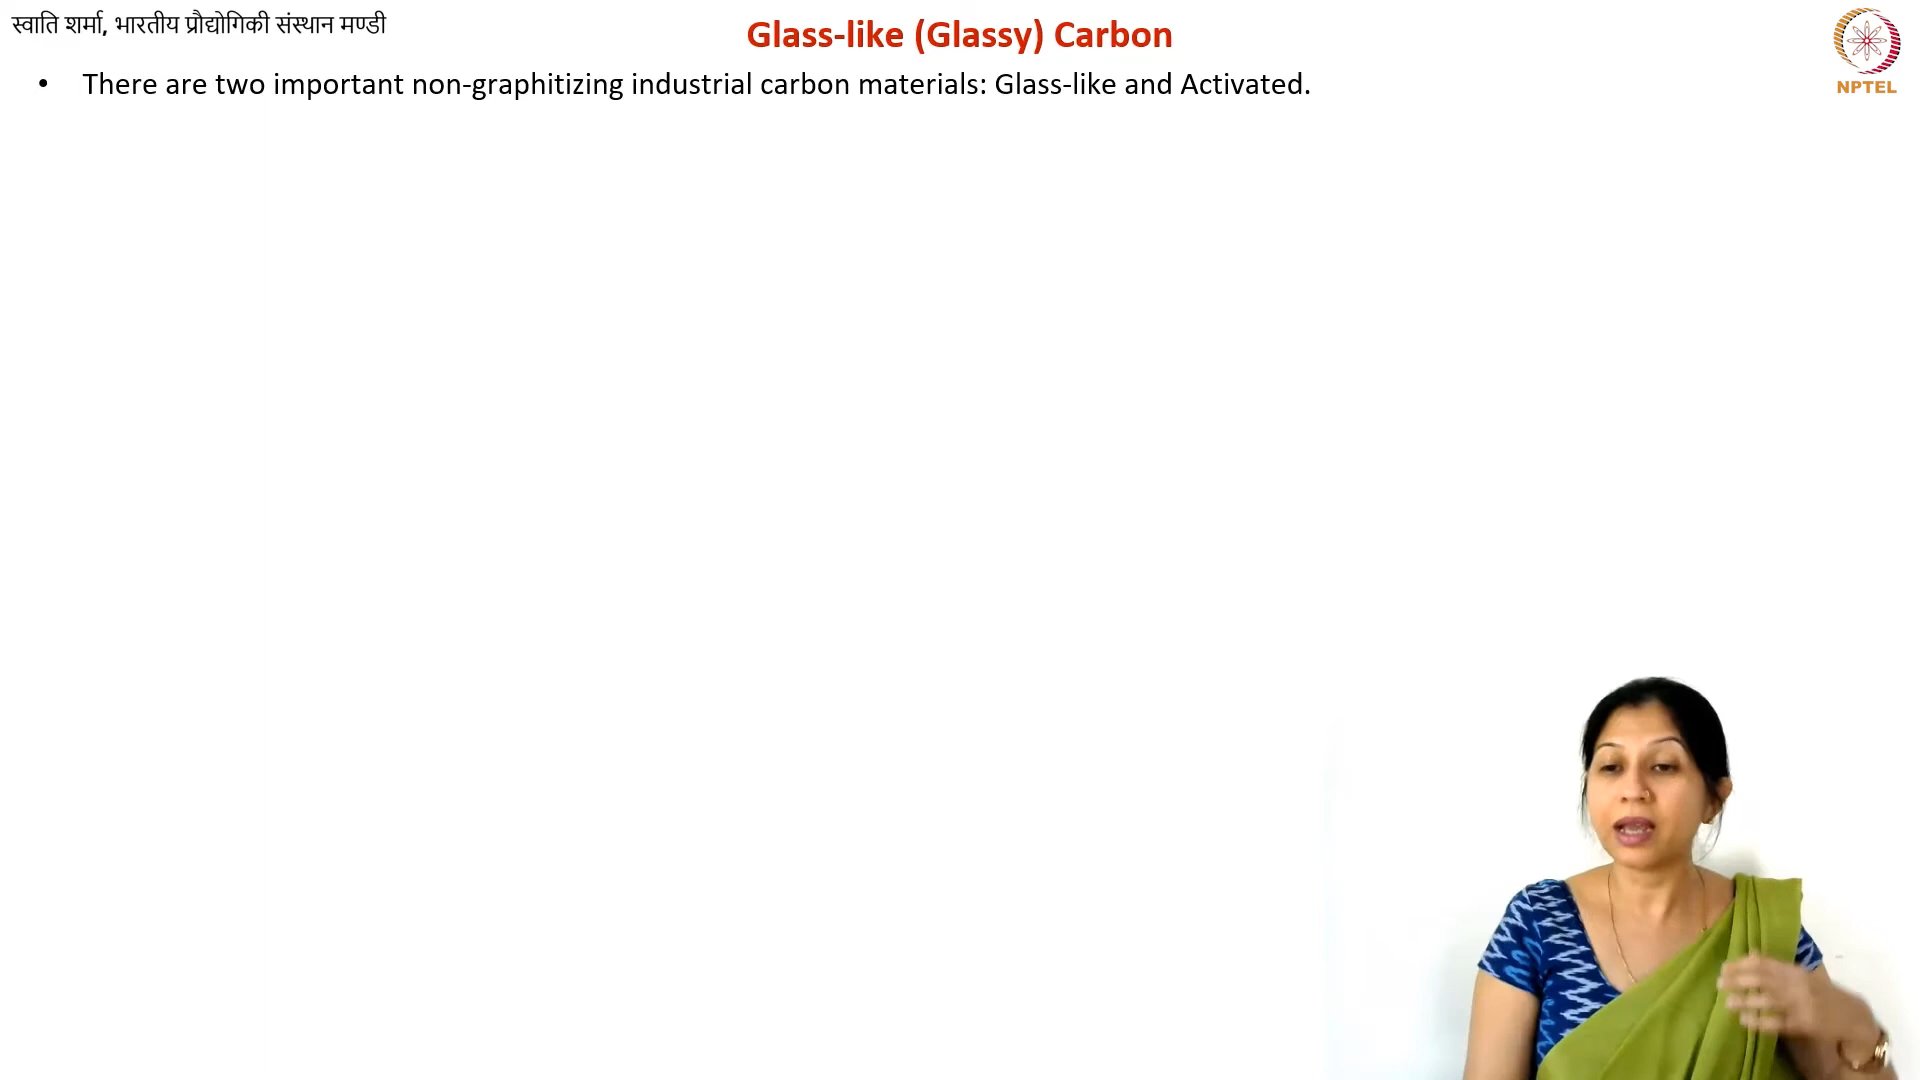 स्वाति शर्मा, भारतीय प्रौद्योगिकी संस्थान मण्डी
Glass-like (Glassy) Carbon
NPTEL
• There are two important non-graphitizing industrial carbon materials: Glass-like and Activated.